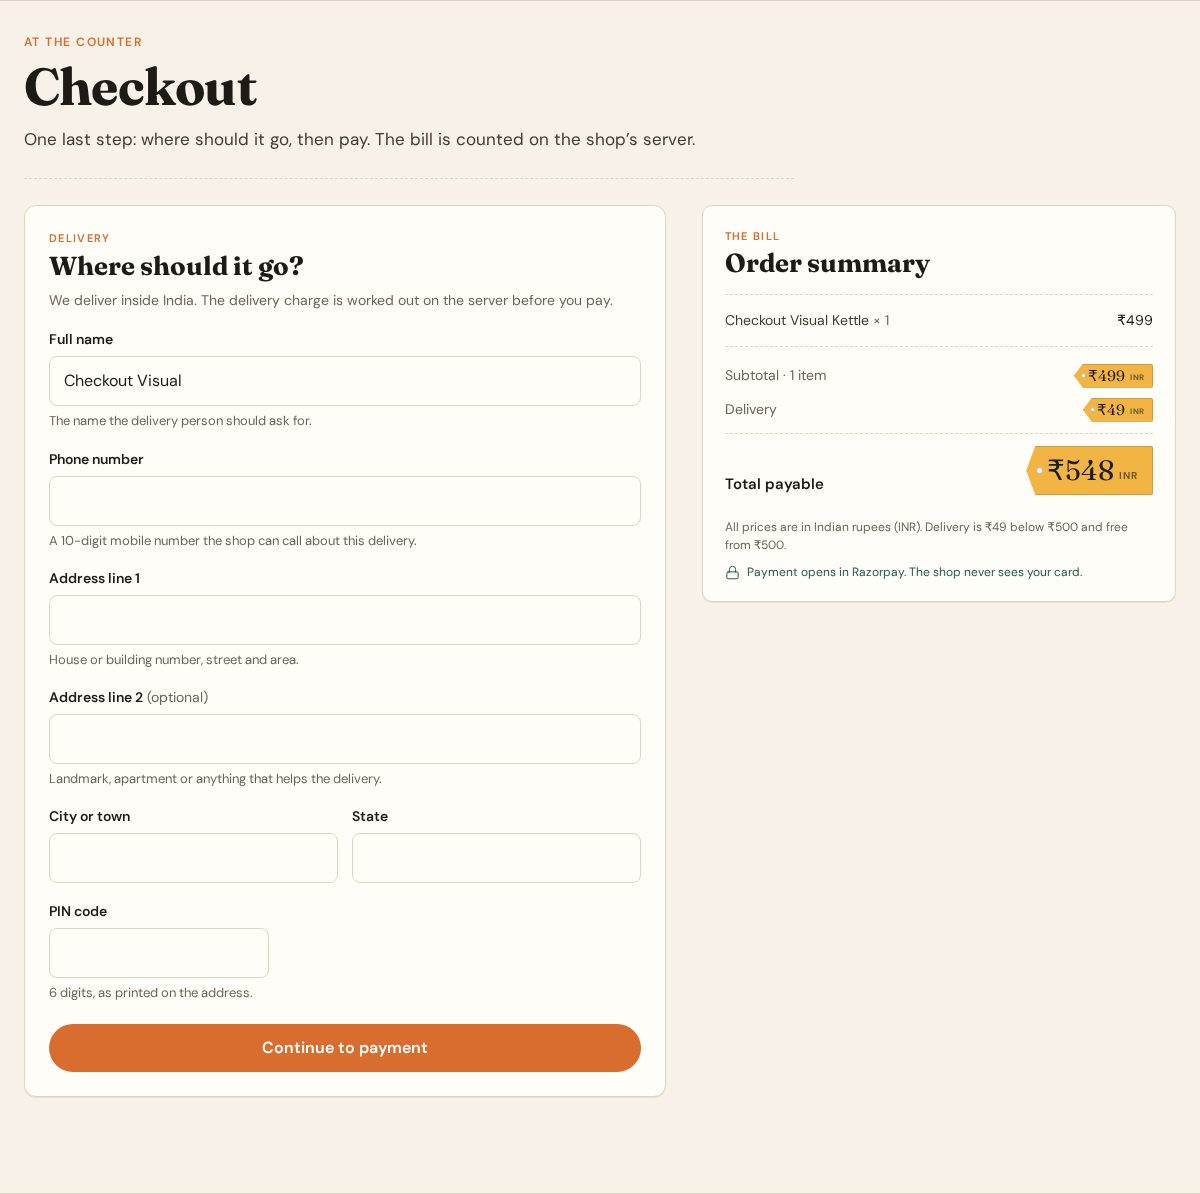 AT THE COUNTER
Checkout
One last step: where should it go, then pay. The bill is counted on the shop’s server.
DELIVERY
Where should it go?
We deliver inside India. The delivery charge is worked out on the server before you pay.
Full name
Checkout Visual
The name the delivery person should ask for.
Phone number
A 10-digit mobile number the shop can call about this delivery.
Address line 1
House or building number, street and area.
Address line 2 (optional)
Landmark, apartment or anything that helps the delivery.
City or town
State
PIN code
6 digits, as printed on the address.
Continue to payment
THE BILL
Order summary
Checkout Visual Kettle × 1 ₹499
Subtotal · 1 item ₹499 INR
Delivery ₹49 INR
Total payable ₹548 INR
All prices are in Indian rupees (INR). Delivery is ₹49 below ₹500 and free
from ₹500.
Payment opens in Razorpay. The shop never sees your card.